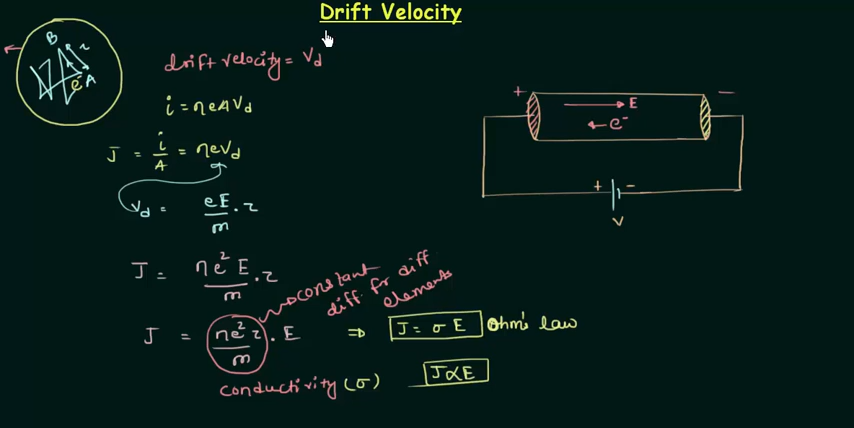 Drift Velocity
B
τ
e⁻ A
drift velocity = Vd
i = neAVd
J = i/A = neVd
Vd = eE/m . τ
J = ne²E/m . τ
constant
diff. for diff
elements
J = ne²τ/m . E ⇒ J = σ E Ohm's law
conductivity (σ) J ∝ E
+ −
E
e⁻
+ −
V